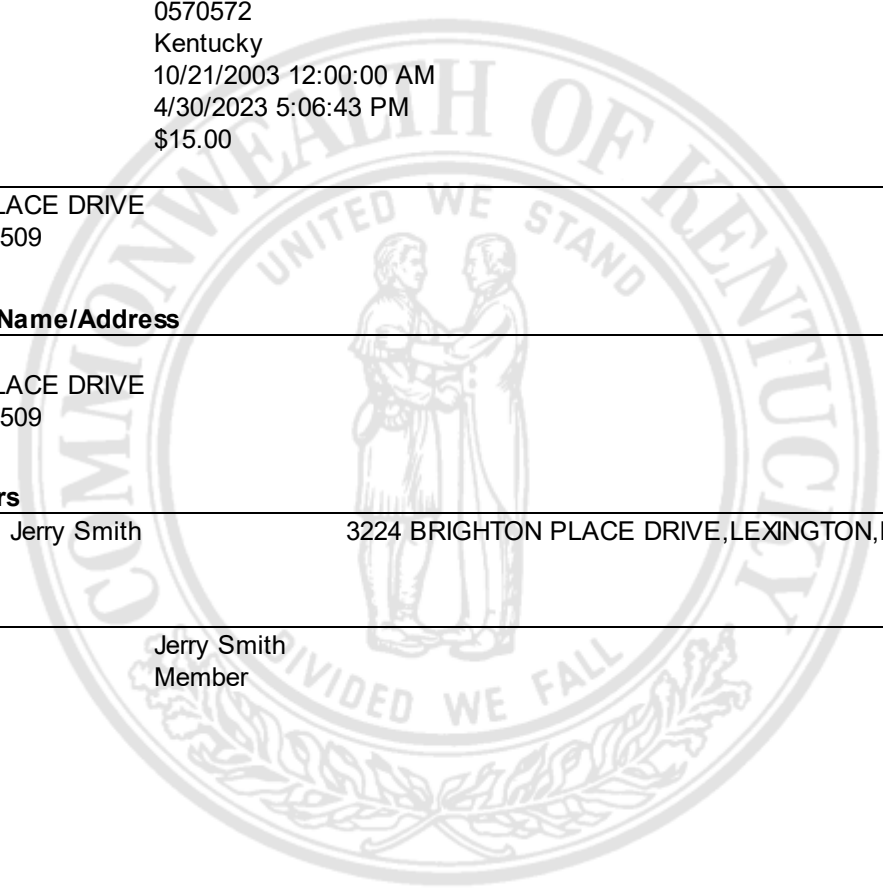 0570572
Kentucky
10/21/2003 12:00:00 AM
4/30/2023 5:06:43 PM
$15.00
LACE DRIVE
509
Name/Address
LACE DRIVE
509
rs
Jerry Smith 3224 BRIGHTON PLACE DRIVE,LEXINGTON,
Jerry Smith
Member
COMMONWEALTH OF KENTUCKY
UNITED WE STAND
DIVIDED WE FALL